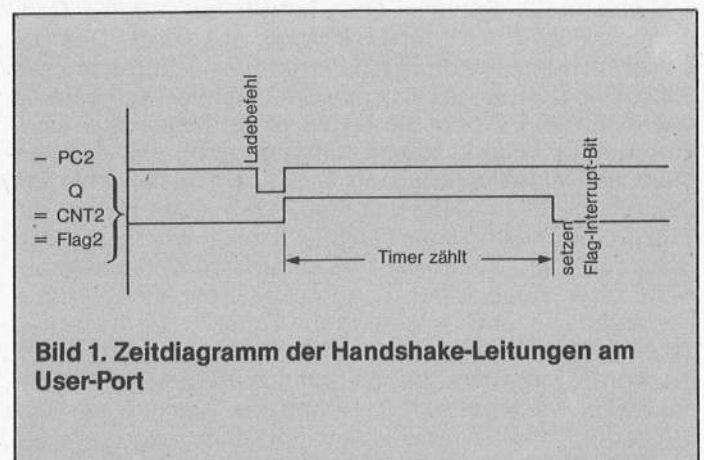 Ladebefehl
– PC2
Q
= CNT2
= Flag2
Timer zählt
setzen
Flag-Interrupt-Bit
Bild 1. Zeitdiagramm der Handshake-Leitungen am
User-Port